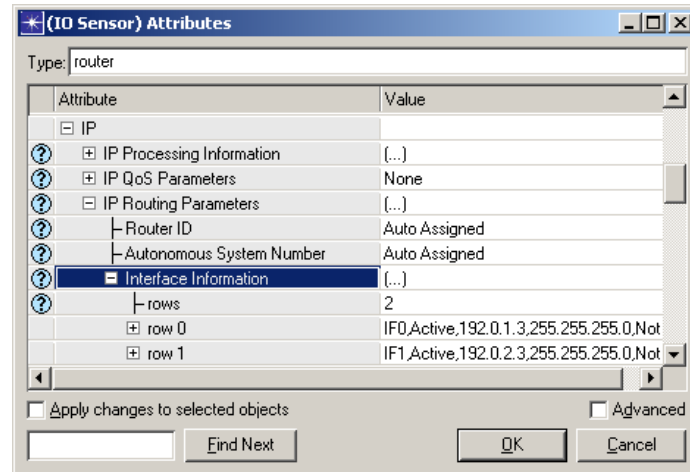 (IO Sensor) Attributes
Type: router
Attribute Value
IP
IP Processing Information (...)
IP QoS Parameters None
IP Routing Parameters (...)
Router ID Auto Assigned
Autonomous System Number Auto Assigned
Interface Information (...)
rows 2
row 0 IF0,Active,192.0.1.3,255.255.255.0,Not
row 1 IF1,Active,192.0.2.3,255.255.255.0,Not
Apply changes to selected objects Advanced
Find Next OK Cancel